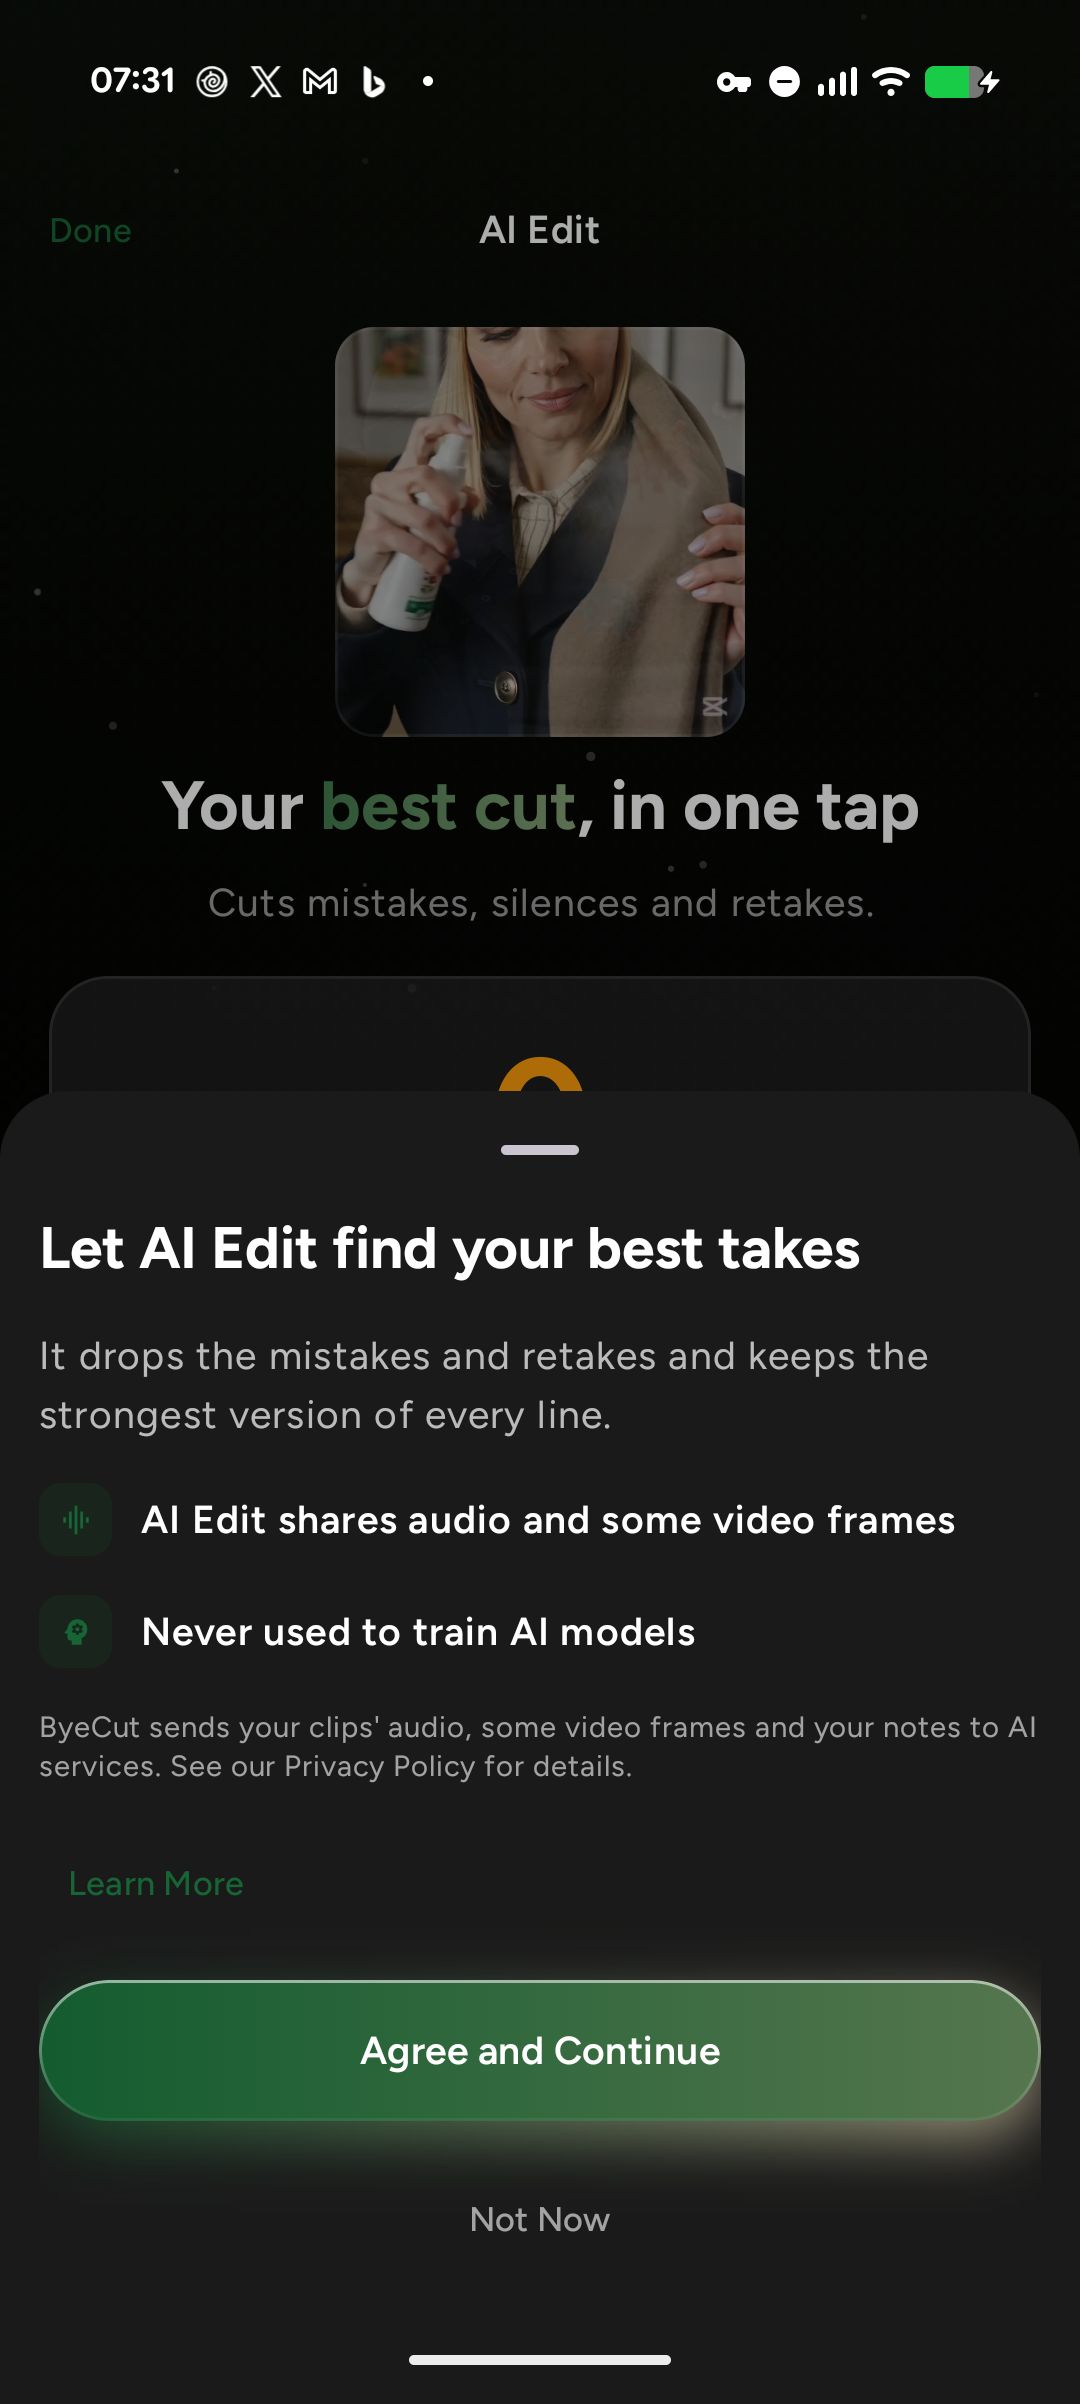 07:31
Done
AI Edit
Your best cut, in one tap
Cuts mistakes, silences and retakes.
Let AI Edit find your best takes
It drops the mistakes and retakes and keeps the
strongest version of every line.
AI Edit shares audio and some video frames
Never used to train AI models
ByeCut sends your clips' audio, some video frames and your notes to AI
services. See our Privacy Policy for details.
Learn More
Agree and Continue
Not Now